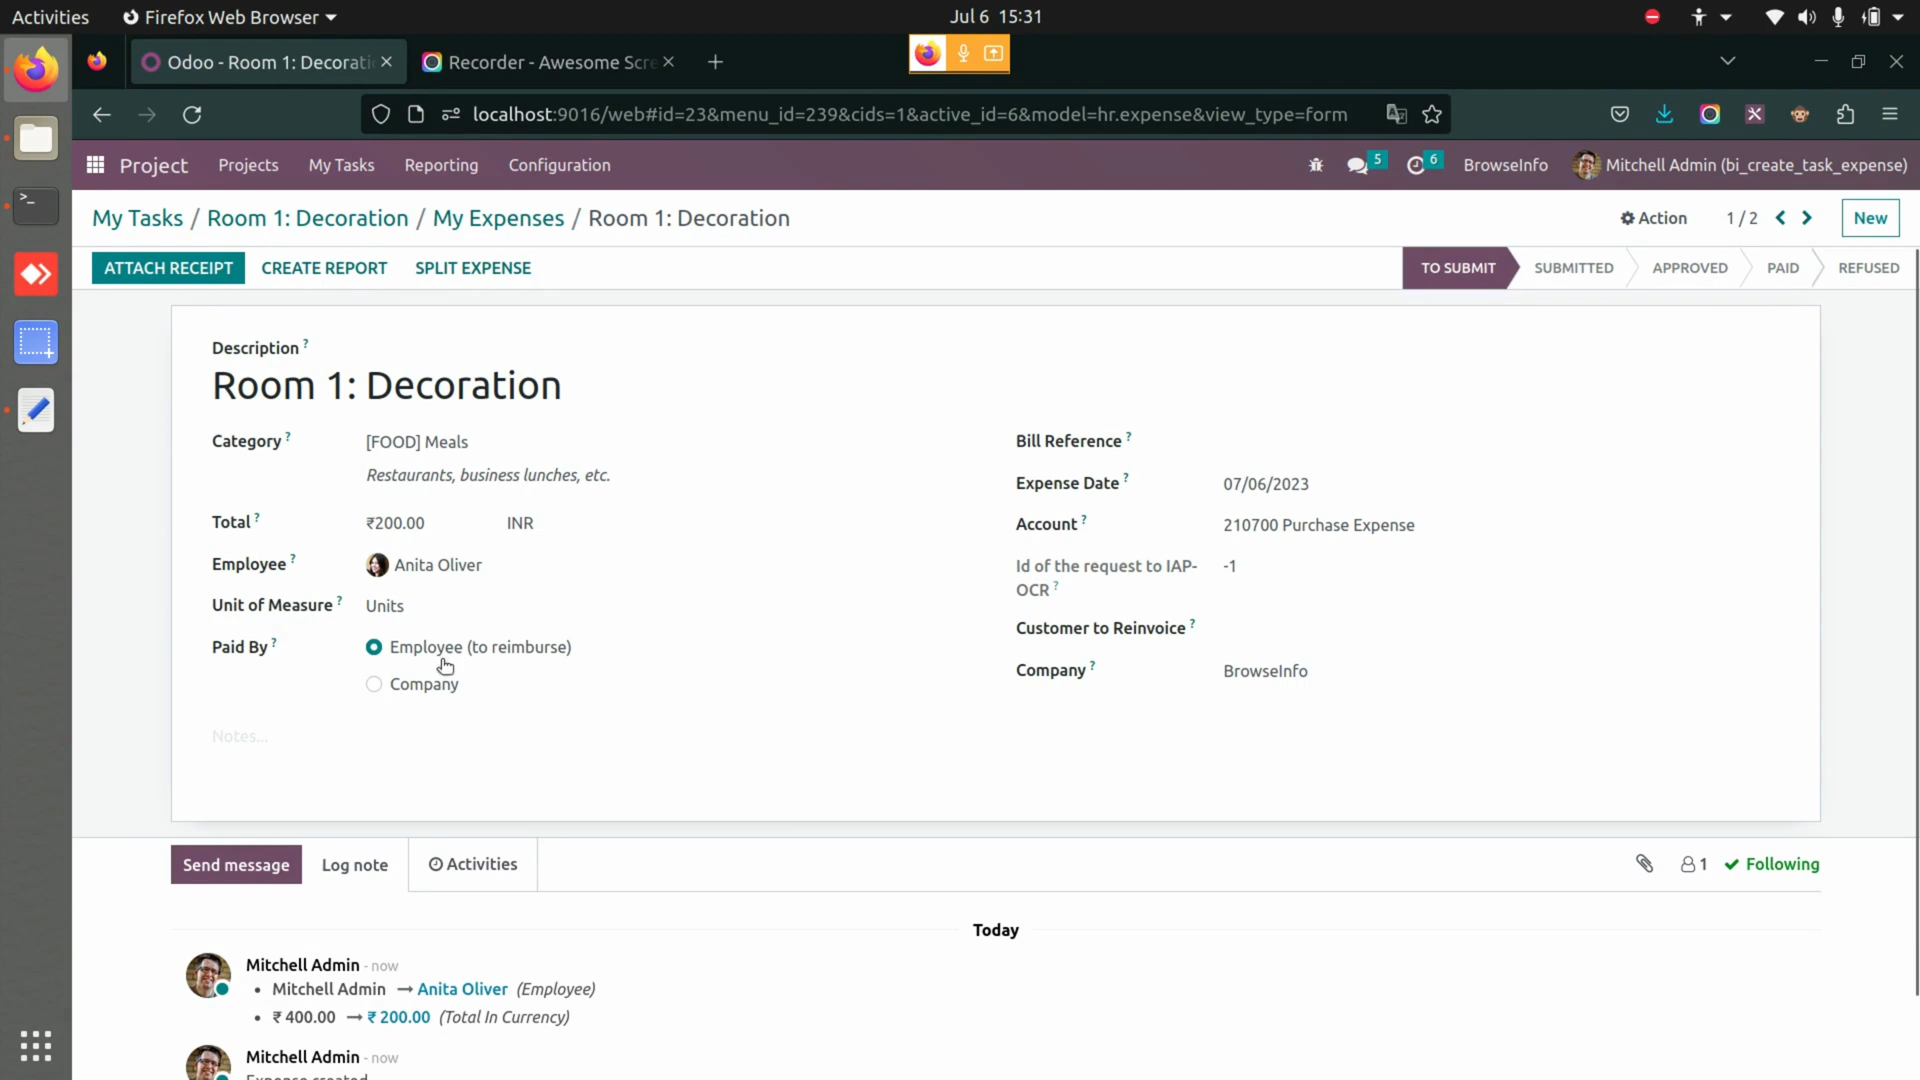 Activities
Firefox Web Browser
Jul 6 15:31
Odoo - Room 1: Decorati
Recorder - Awesome Scre
localhost:9016/web#id=23&menu_id=239&cids=1&active_id=6&model=hr.expense&view_type=form
Project
Projects
My Tasks
Reporting
Configuration
5
6
BrowseInfo
Mitchell Admin (bi_create_task_expense)
My Tasks / Room 1: Decoration / My Expenses / Room 1: Decoration
Action
1 / 2
New
ATTACH RECEIPT
CREATE REPORT
SPLIT EXPENSE
TO SUBMIT
SUBMITTED
APPROVED
PAID
REFUSED
Description ?
Room 1: Decoration
Category ?
[FOOD] Meals
Restaurants, business lunches, etc.
Total ?
₹200.00
INR
Employee ?
Anita Oliver
Unit of Measure ?
Units
Paid By ?
Employee (to reimburse)
Company
Notes...
Bill Reference ?
Expense Date ?
07/06/2023
Account ?
210700 Purchase Expense
Id of the request to IAP-
OCR ?
-1
Customer to Reinvoice ?
Company ?
BrowseInfo
Send message
Log note
Activities
1
Following
Today
Mitchell Admin - now
• Mitchell Admin → Anita Oliver (Employee)
• ₹ 400.00 → ₹ 200.00 (Total In Currency)
Mitchell Admin - now
Expense created